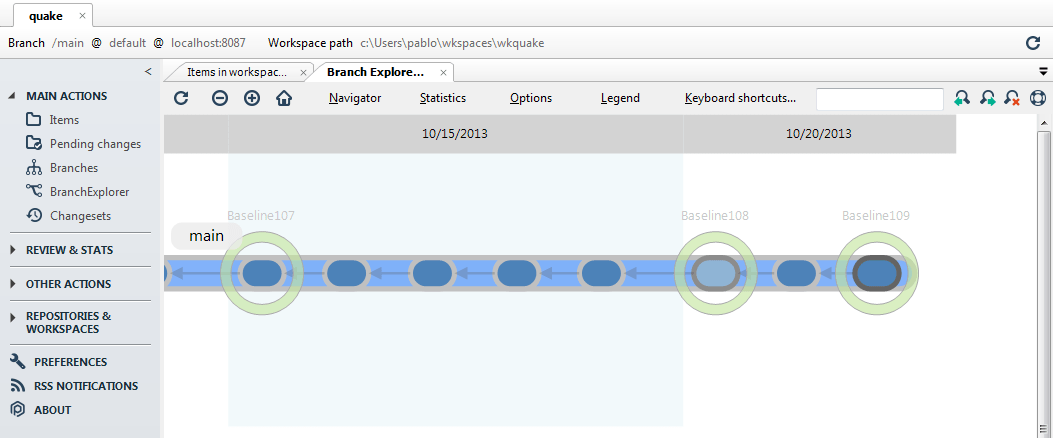 quake
Branch /main @ default @ localhost:8087 Workspace path c:\Users\pablo\wkspaces\wkquake
Items in workspac... Branch Explore...
Navigator Statistics Options Legend Keyboard shortcuts...
MAIN ACTIONS
Items
Pending changes
Branches
BranchExplorer
Changesets
REVIEW & STATS
OTHER ACTIONS
REPOSITORIES &
WORKSPACES
PREFERENCES
RSS NOTIFICATIONS
ABOUT
10/15/2013 10/20/2013
Baseline107 Baseline108 Baseline109
main